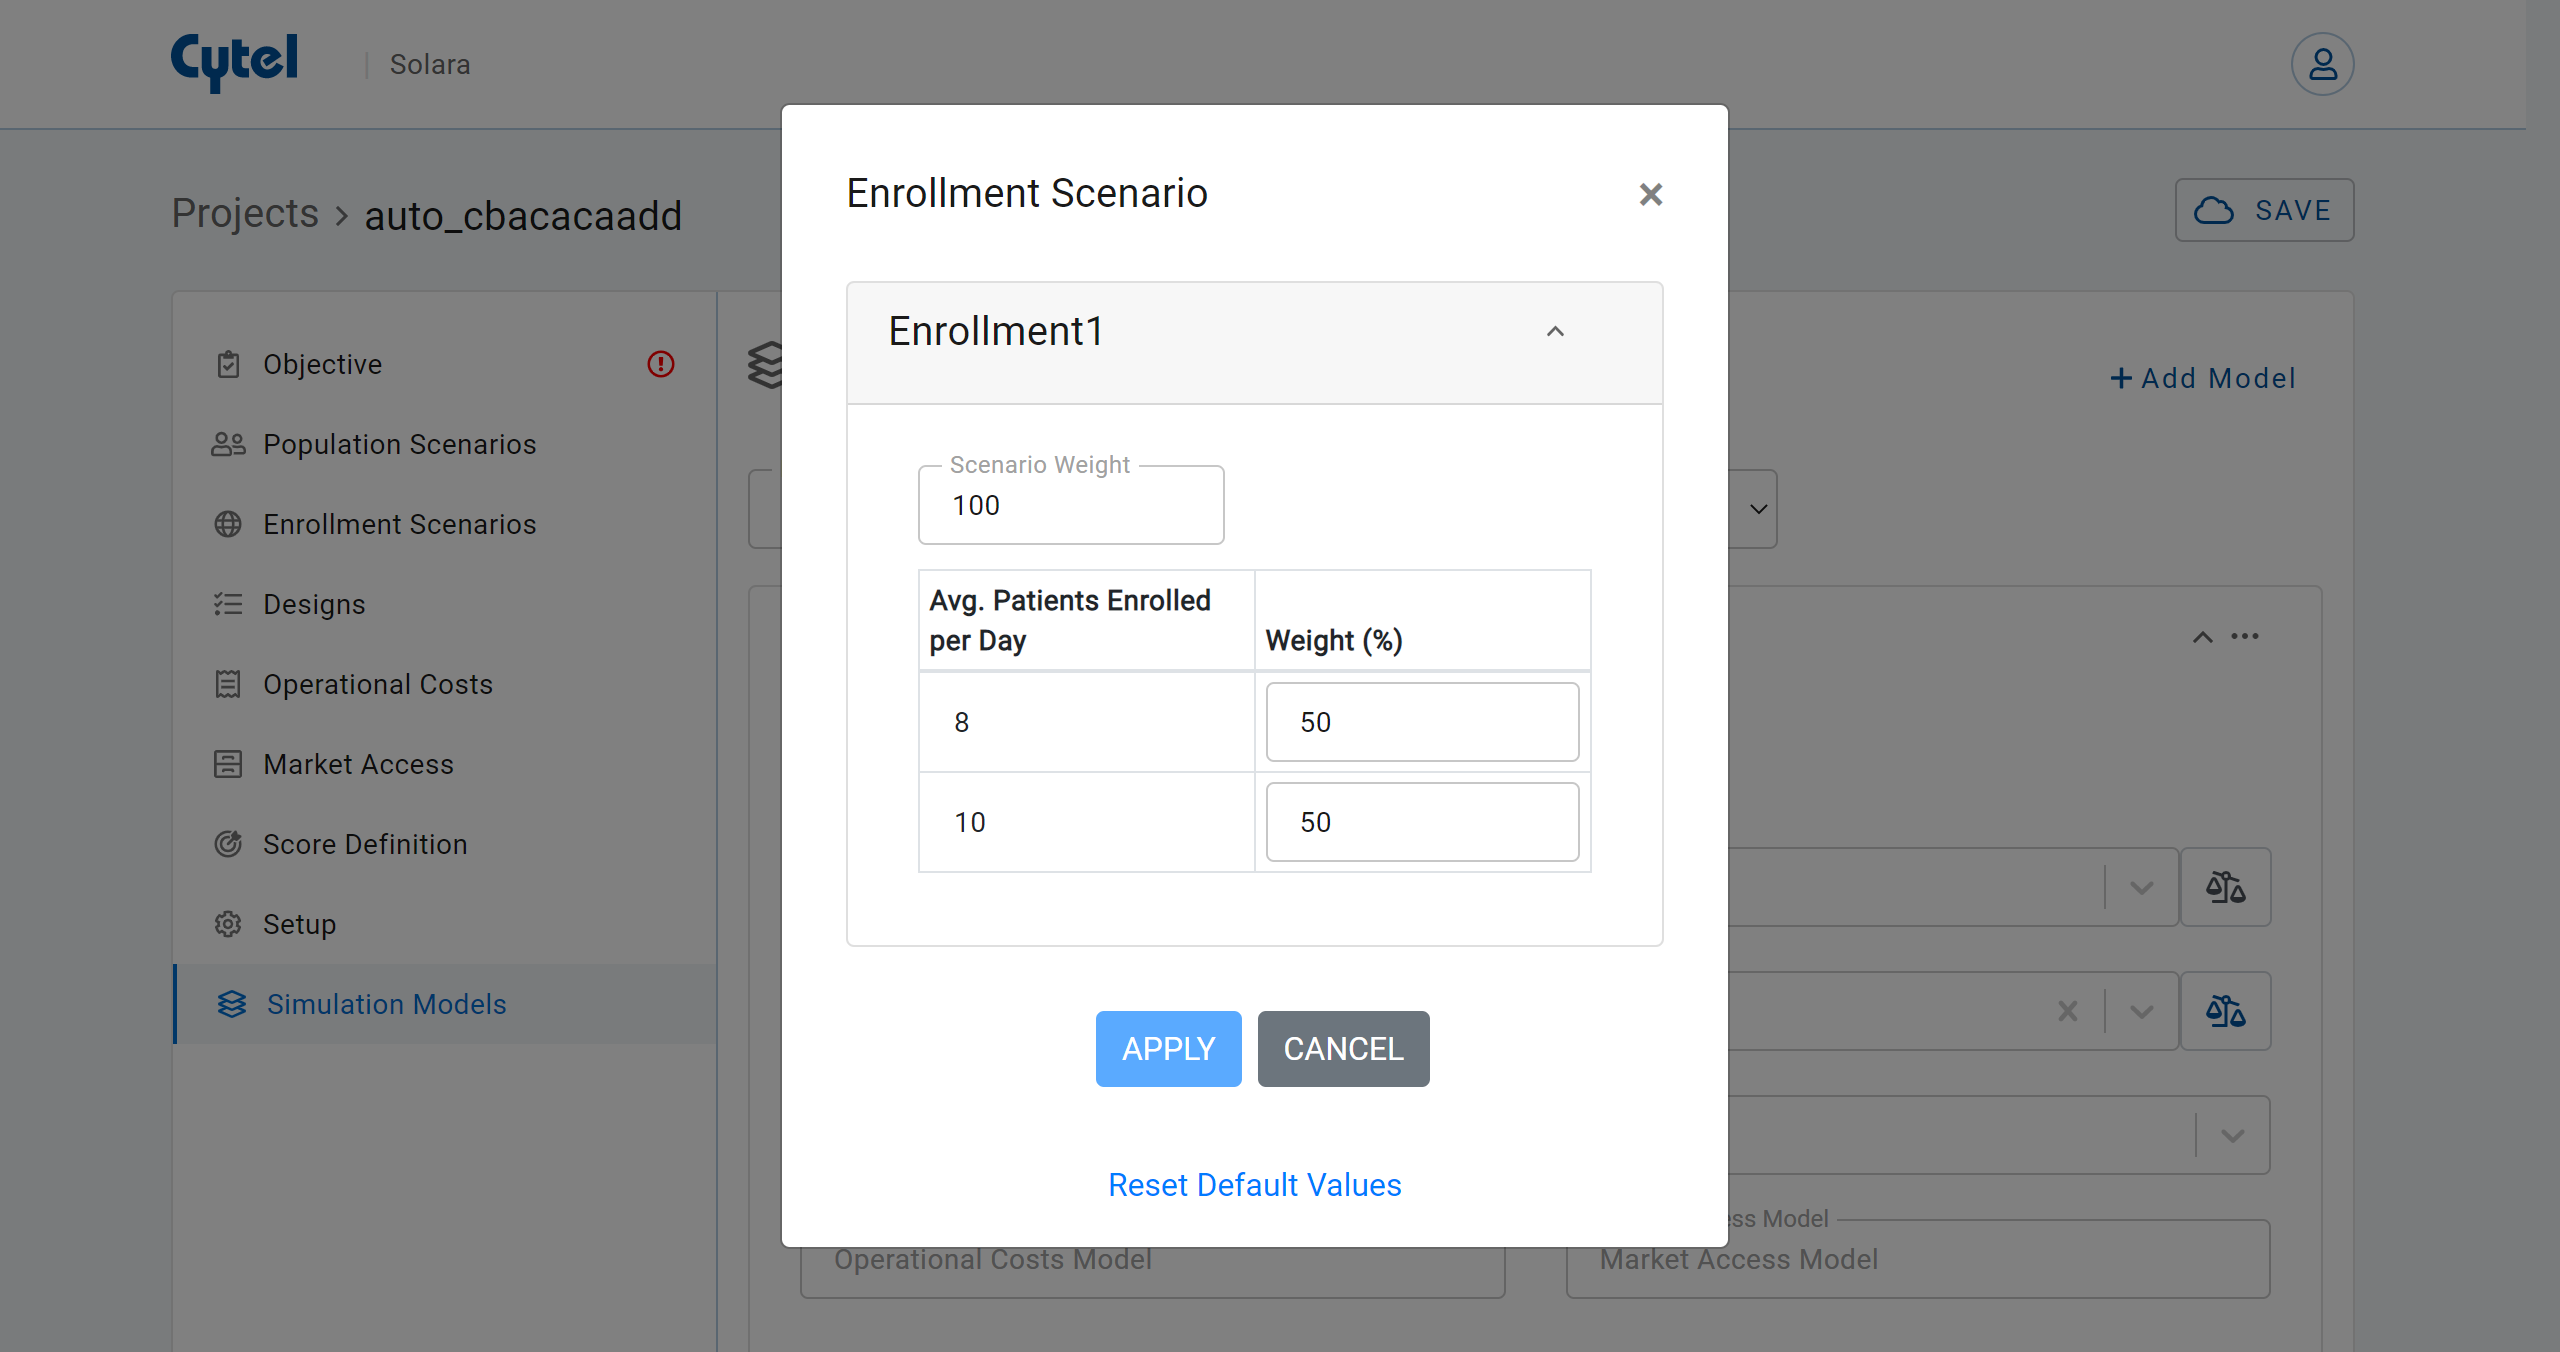 Cytel
| Solara
Projects > auto_cbacacaadd
SAVE
Objective
Population Scenarios
Enrollment Scenarios
Designs
Operational Costs
Market Access
Score Definition
Setup
Simulation Models
+ Add Model
Enrollment Scenario
Enrollment1
Scenario Weight
100
Avg. Patients Enrolled
per Day
Weight (%)
8
50
10
50
APPLY
CANCEL
Reset Default Values
Model
Operational Costs Model
Market Access Model